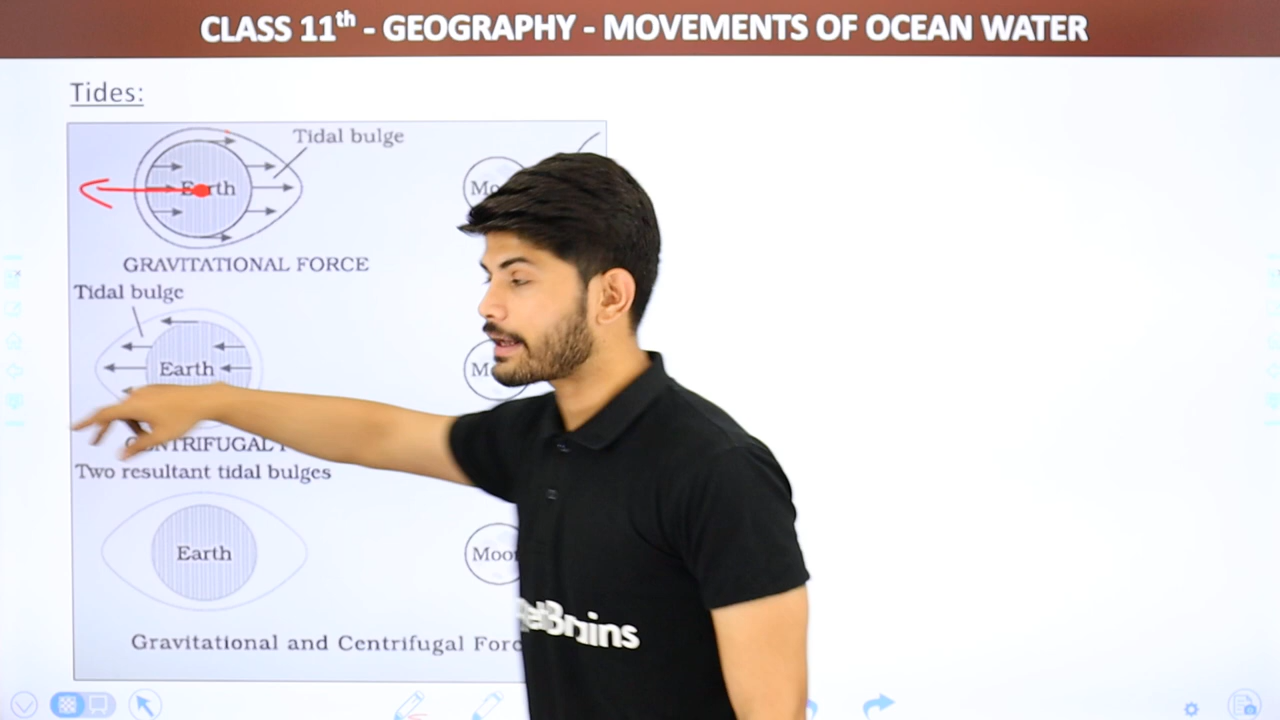 CLASS 11th - GEOGRAPHY - MOVEMENTS OF OCEAN WATER
Tides:
Tidal bulge
Earth
GRAVITATIONAL FORCE
Tidal bulge
Earth
Two resultant tidal bulges
Earth
Gravitational and Centrifugal